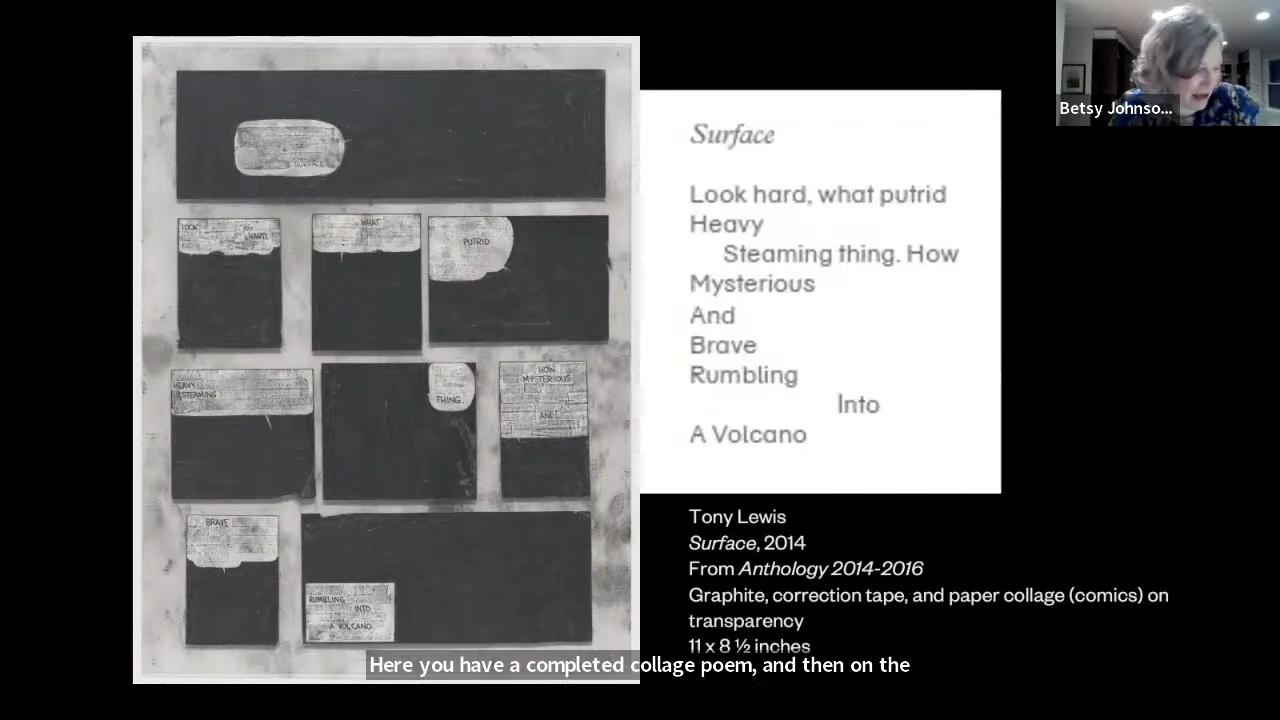 SURFACE
LOOK
HARD,
WHAT
PUTRID
HEAVY
STEAMING
THING.
HOW
MYSTERIOUS
AND
BRAVE
RUMBLING
INTO
A VOLCANO
Surface
Look hard, what putrid
Heavy
Steaming thing. How
Mysterious
And
Brave
Rumbling
Into
A Volcano
Tony Lewis
Surface, 2014
From Anthology 2014-2016
Graphite, correction tape, and paper collage (comics) on
transparency
11 x 8 ½ inches
Here you have a completed collage poem, and then on the
Betsy Johnso...